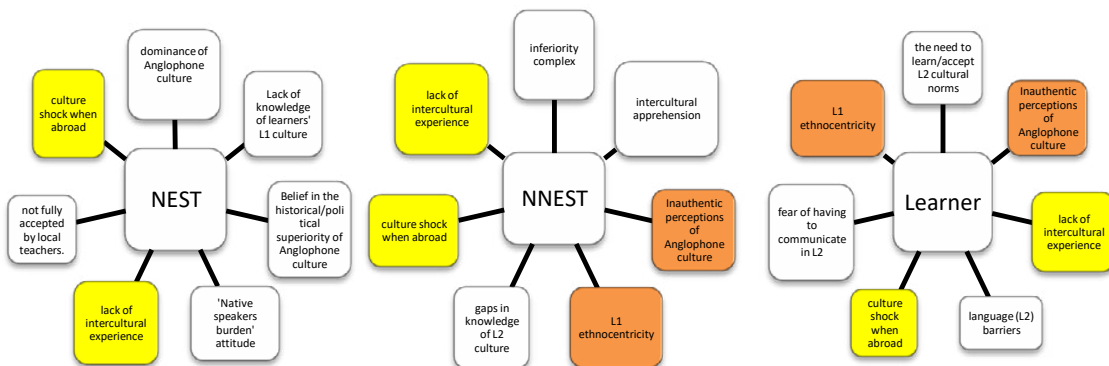 dominance of
Anglophone
culture
culture
shock when
abroad
Lack of
knowledge
of learners'
L1 culture
NEST
not fully
accepted
by local
teachers.
Belief in the
historical/poli
tical
superiority of
Anglophone
culture
lack of
intercultural
experience
'Native
speakers
burden'
attitude
inferiority
complex
lack of
intercultural
experience
intercultural
apprehension
NNEST
culture shock
when abroad
Inauthentic
perceptions
of Anglophone
culture
gaps in
knowledge
of L2
culture
L1
ethnocentricity
the need to
learn/accept
L2 cultural
norms
L1
ethnocentricity
Inauthentic
perceptions of
Anglophone
culture
Learner
fear of having
to
communicate
in L2
lack of
intercultural
experience
culture
shock
when
abroad
language (L2)
barriers